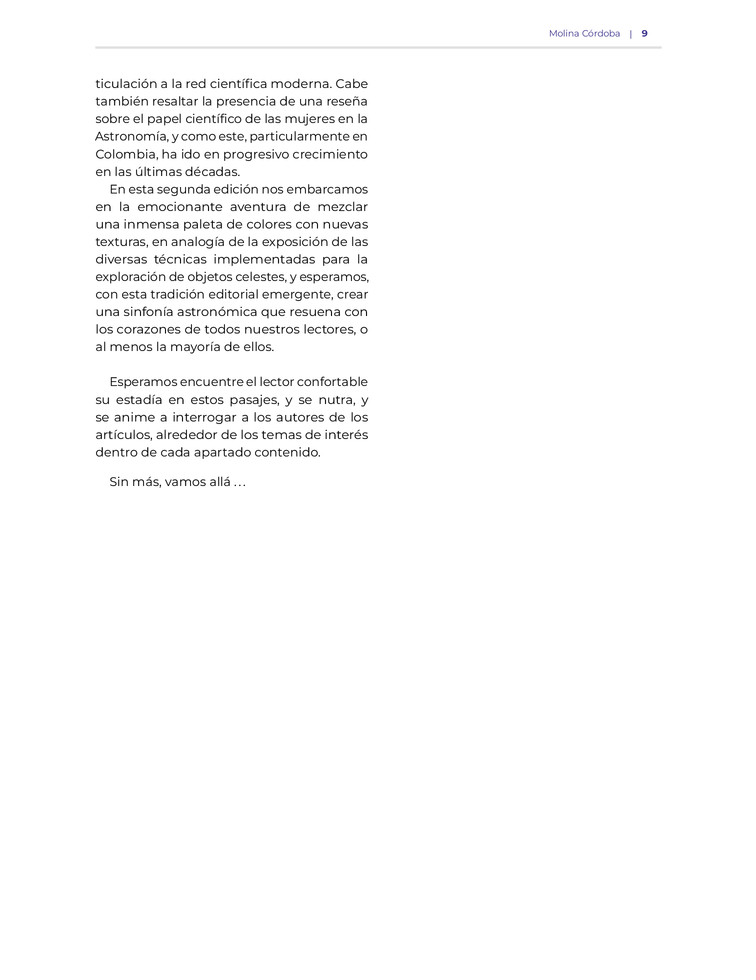 Molina Córdoba | 9
ticulación a la red científica moderna. Cabe
también resaltar la presencia de una reseña
sobre el papel científico de las mujeres en la
Astronomía, y como este, particularmente en
Colombia, ha ido en progresivo crecimiento
en las últimas décadas.
En esta segunda edición nos embarcamos
en la emocionante aventura de mezclar
una inmensa paleta de colores con nuevas
texturas, en analogía de la exposición de las
diversas técnicas implementadas para la
exploración de objetos celestes, y esperamos,
con esta tradición editorial emergente, crear
una sinfonía astronómica que resuena con
los corazones de todos nuestros lectores, o
al menos la mayoría de ellos.
Esperamos encuentre el lector confortable
su estadía en estos pasajes, y se nutra, y
se anime a interrogar a los autores de los
artículos, alrededor de los temas de interés
dentro de cada apartado contenido.
Sin más, vamos allá ...